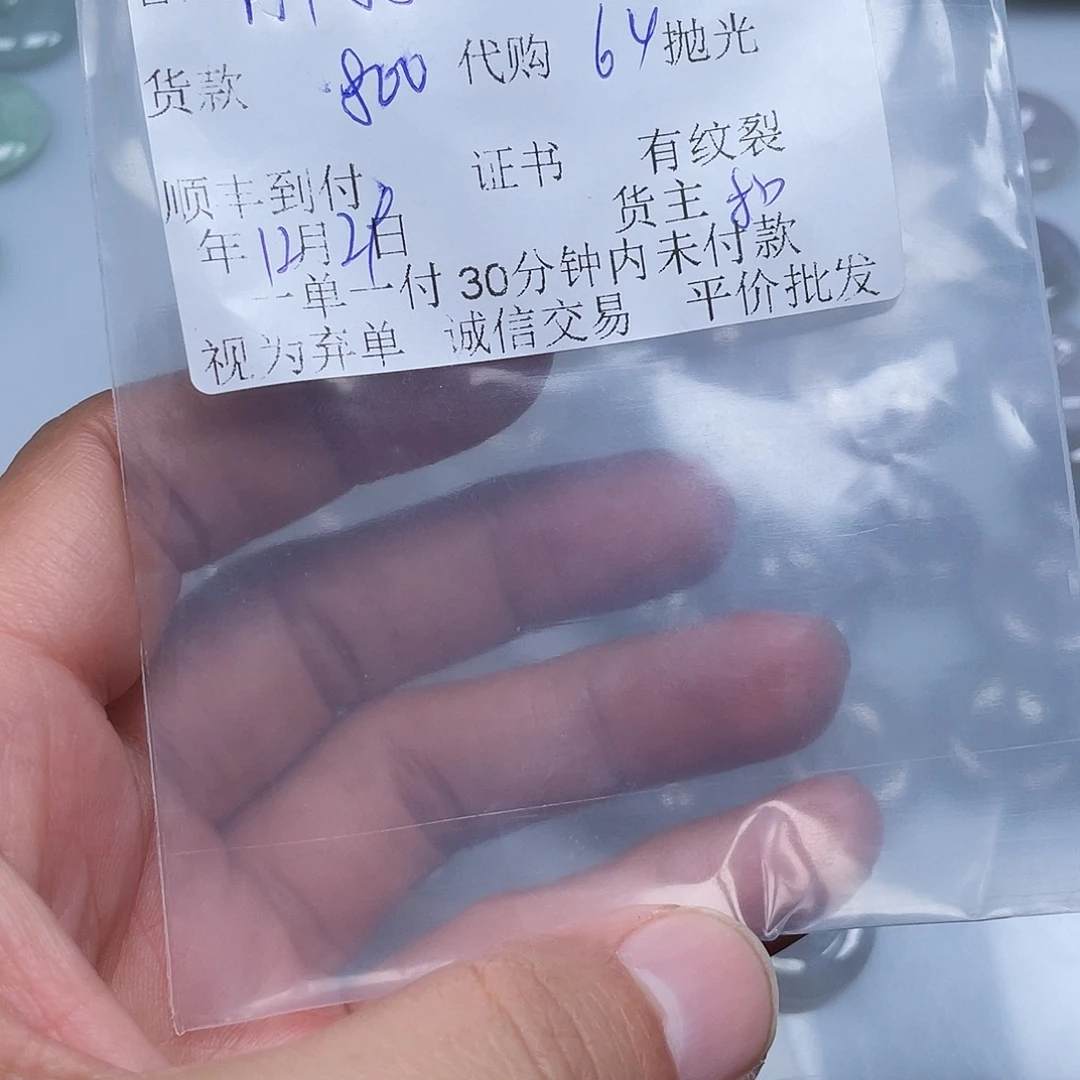 货款 800 代购 64 抛光
顺丰到付 证书 有纹裂
年12月28日 货主
一单一付 30分钟内未付款
视为弃单 诚信交易 平价批发